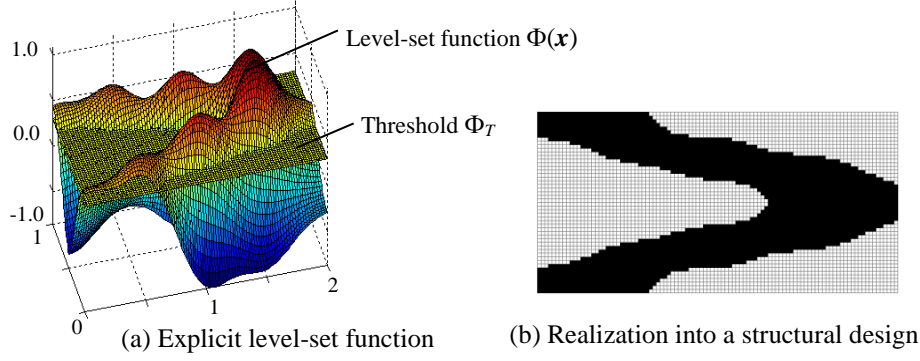 1.0
Level-set function Φ(x)
Threshold Φ_T
0.0
-1.0
1
0
1
2
(a) Explicit level-set function
(b) Realization into a structural design